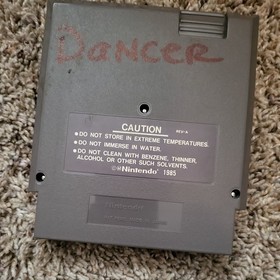 DANCER
CAUTION
• DO NOT STORE IN EXTREME TEMPERATURES.
• DO NOT IMMERSE IN WATER.
• DO NOT CLEAN WITH BENZENE, THINNER,
ALCOHOL OR OTHER SUCH SOLVENTS.
©Nintendo 1985